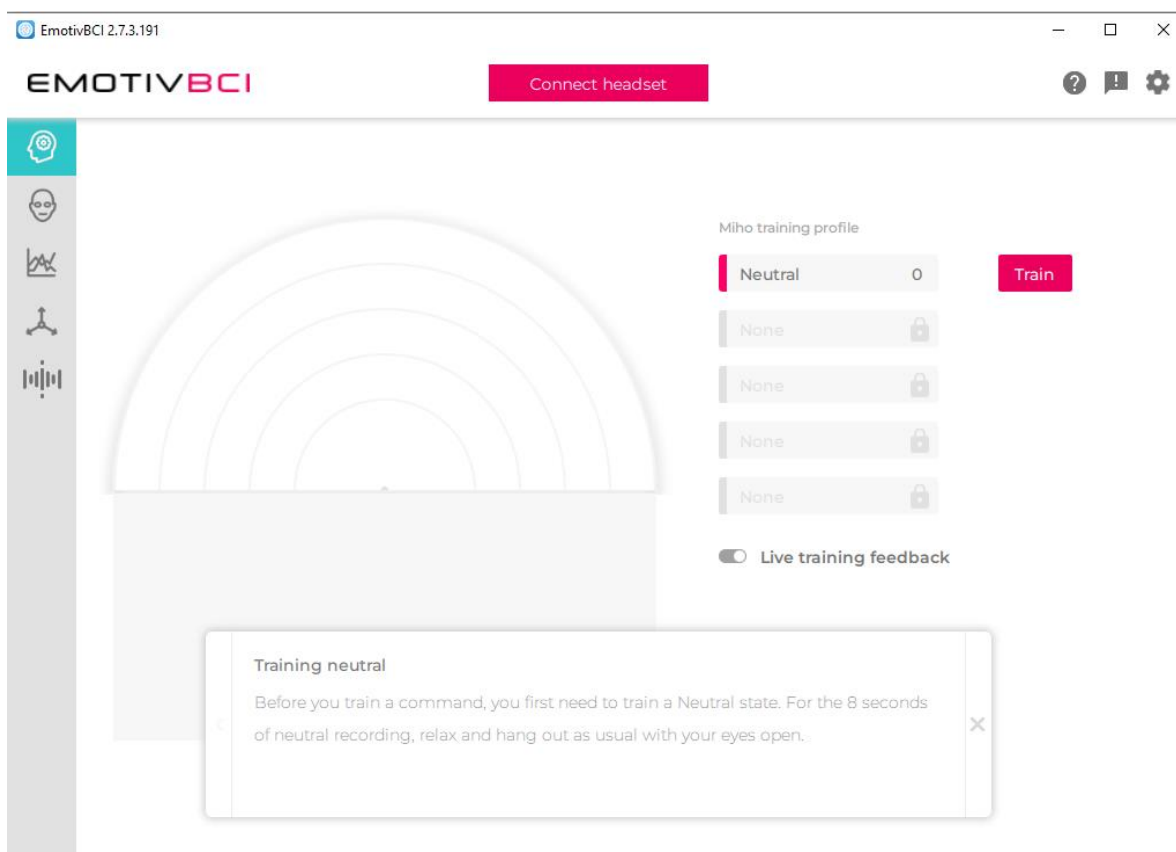 EmotivBCI 2.7.3.191
EMOTIVBCI
Connect headset
Miho training profile
Neutral 0
Train
None
None
None
None
Live training feedback
Training neutral
Before you train a command, you first need to train a Neutral state. For the 8 seconds
of neutral recording, relax and hang out as usual with your eyes open.